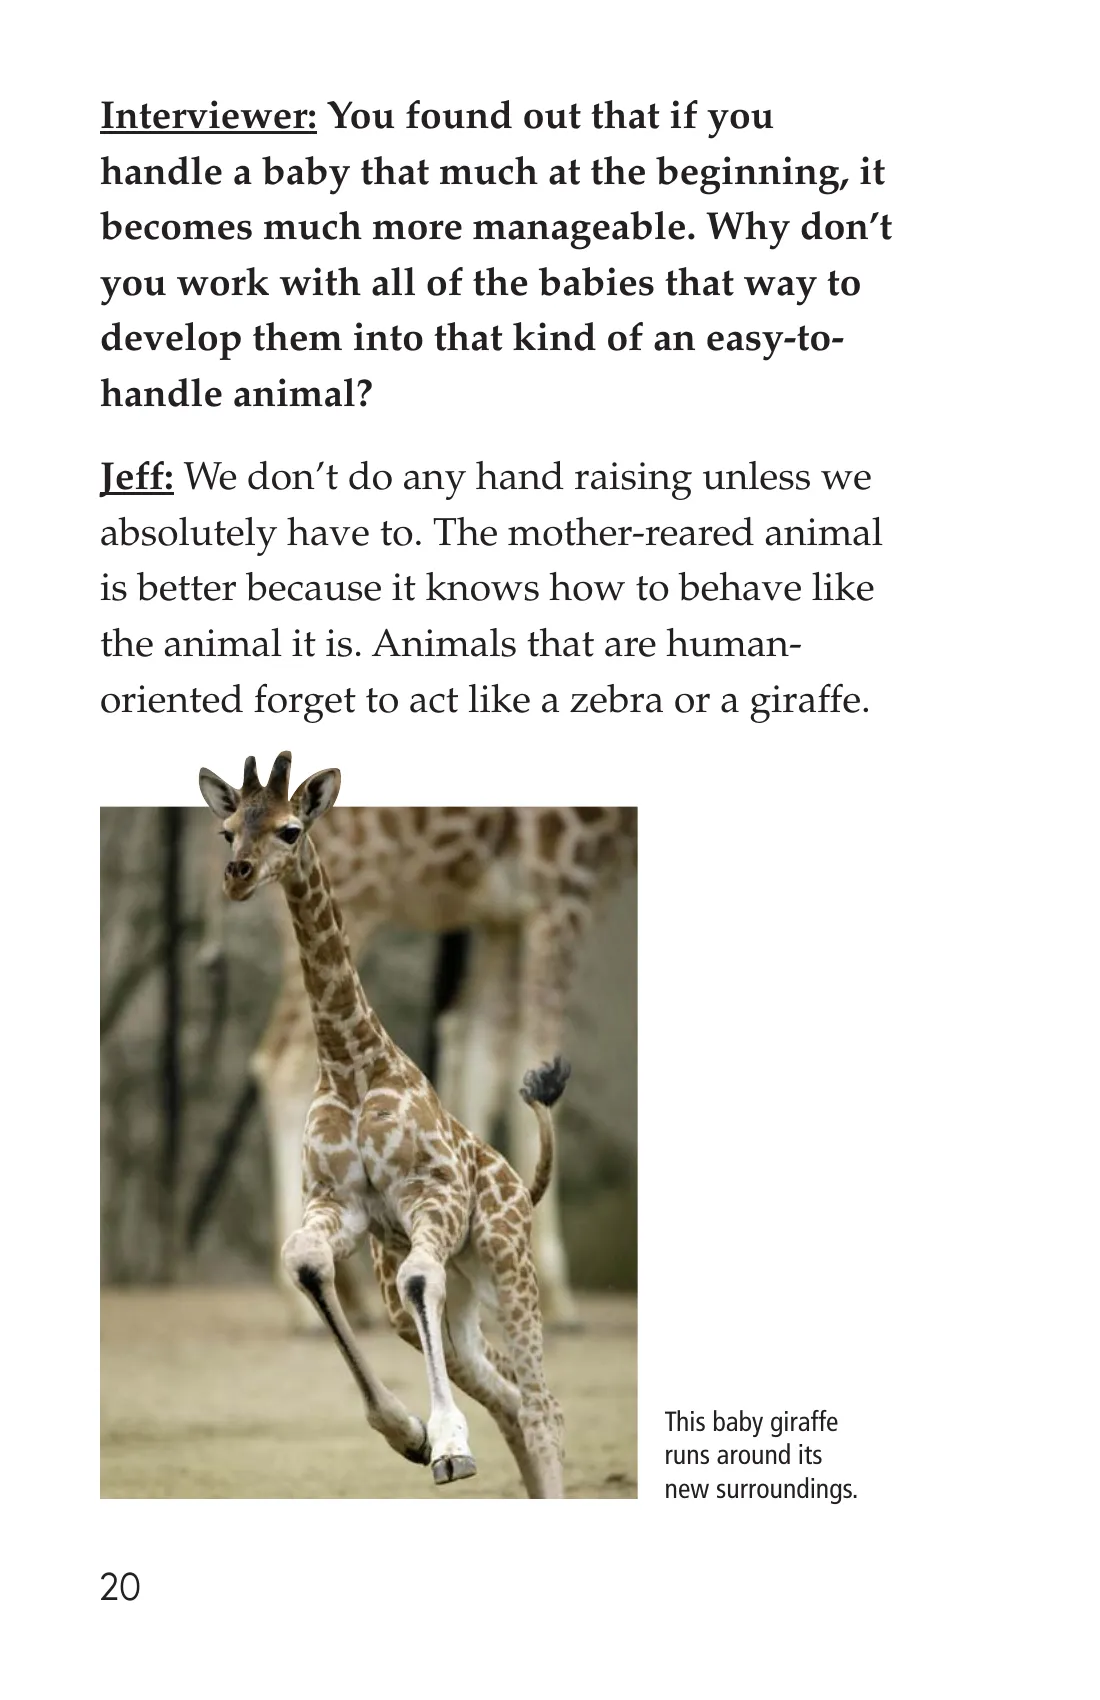 Interviewer: You found out that if you
handle a baby that much at the beginning, it
becomes much more manageable. Why don’t
you work with all of the babies that way to
develop them into that kind of an easy-to-
handle animal?
Jeff: We don’t do any hand raising unless we
absolutely have to. The mother-reared animal
is better because it knows how to behave like
the animal it is. Animals that are human-
oriented forget to act like a zebra or a giraffe.
This baby giraffe
runs around its
new surroundings.
20